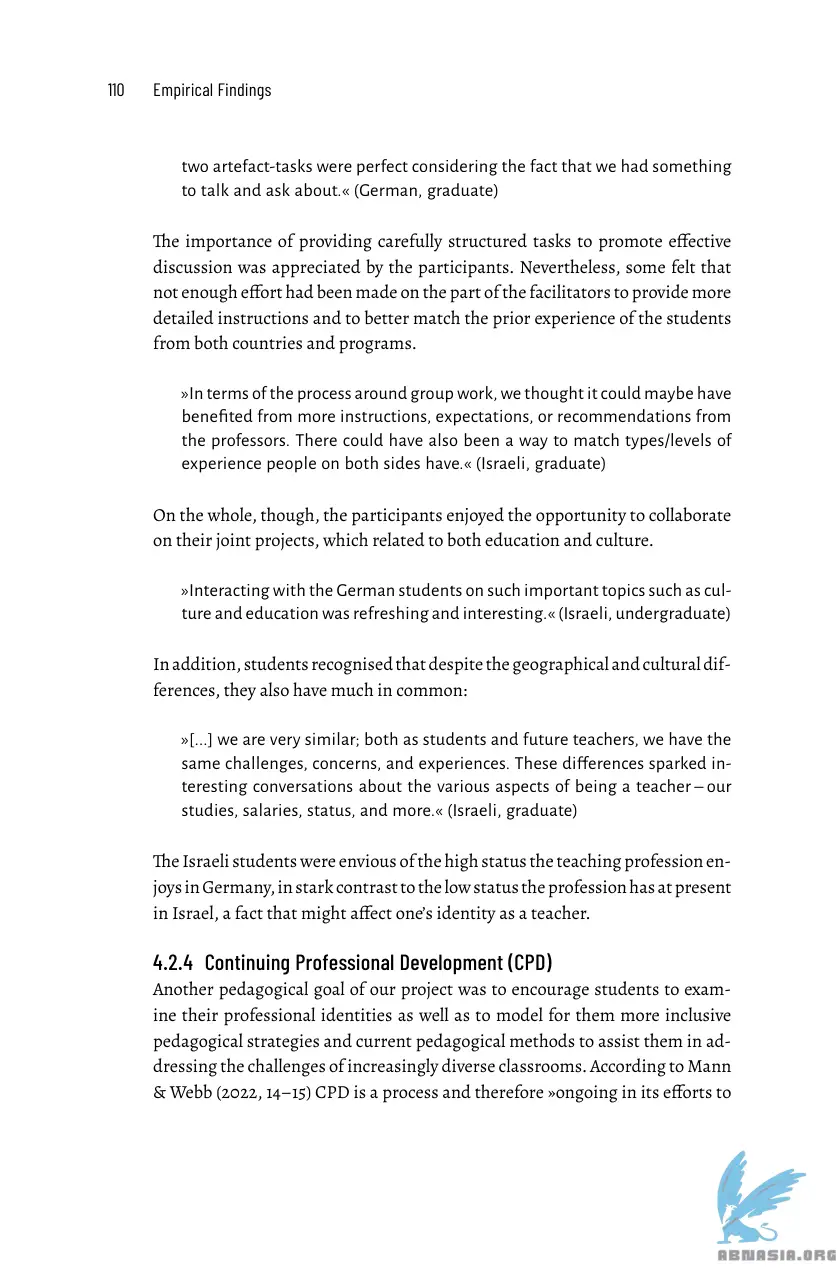 110 Empirical Findings
two artefact-tasks were perfect considering the fact that we had something
to talk and ask about.« (German, graduate)
The importance of providing carefully structured tasks to promote effective
discussion was appreciated by the participants. Nevertheless, some felt that
not enough effort had been made on the part of the facilitators to provide more
detailed instructions and to better match the prior experience of the students
from both countries and programs.
»In terms of the process around group work, we thought it could maybe have
benefited from more instructions, expectations, or recommendations from
the professors. There could have also been a way to match types/levels of
experience people on both sides have.« (Israeli, graduate)
On the whole, though, the participants enjoyed the opportunity to collaborate
on their joint projects, which related to both education and culture.
»Interacting with the German students on such important topics such as cul-
ture and education was refreshing and interesting.« (Israeli, undergraduate)
In addition, students recognised that despite the geographical and cultural dif-
ferences, they also have much in common:
»[...] we are very similar; both as students and future teachers, we have the
same challenges, concerns, and experiences. These differences sparked in-
teresting conversations about the various aspects of being a teacher – our
studies, salaries, status, and more.« (Israeli, graduate)
The Israeli students were envious of the high status the teaching profession en-
joys in Germany, in stark contrast to the low status the profession has at present
in Israel, a fact that might affect one's identity as a teacher.
4.2.4 Continuing Professional Development (CPD)
Another pedagogical goal of our project was to encourage students to exam-
ine their professional identities as well as to model for them more inclusive
pedagogical strategies and current pedagogical methods to assist them in ad-
dressing the challenges of increasingly diverse classrooms. According to Mann
& Webb (2022, 14–15) CPD is a process and therefore »ongoing in its efforts to
ABNASIA.ORG